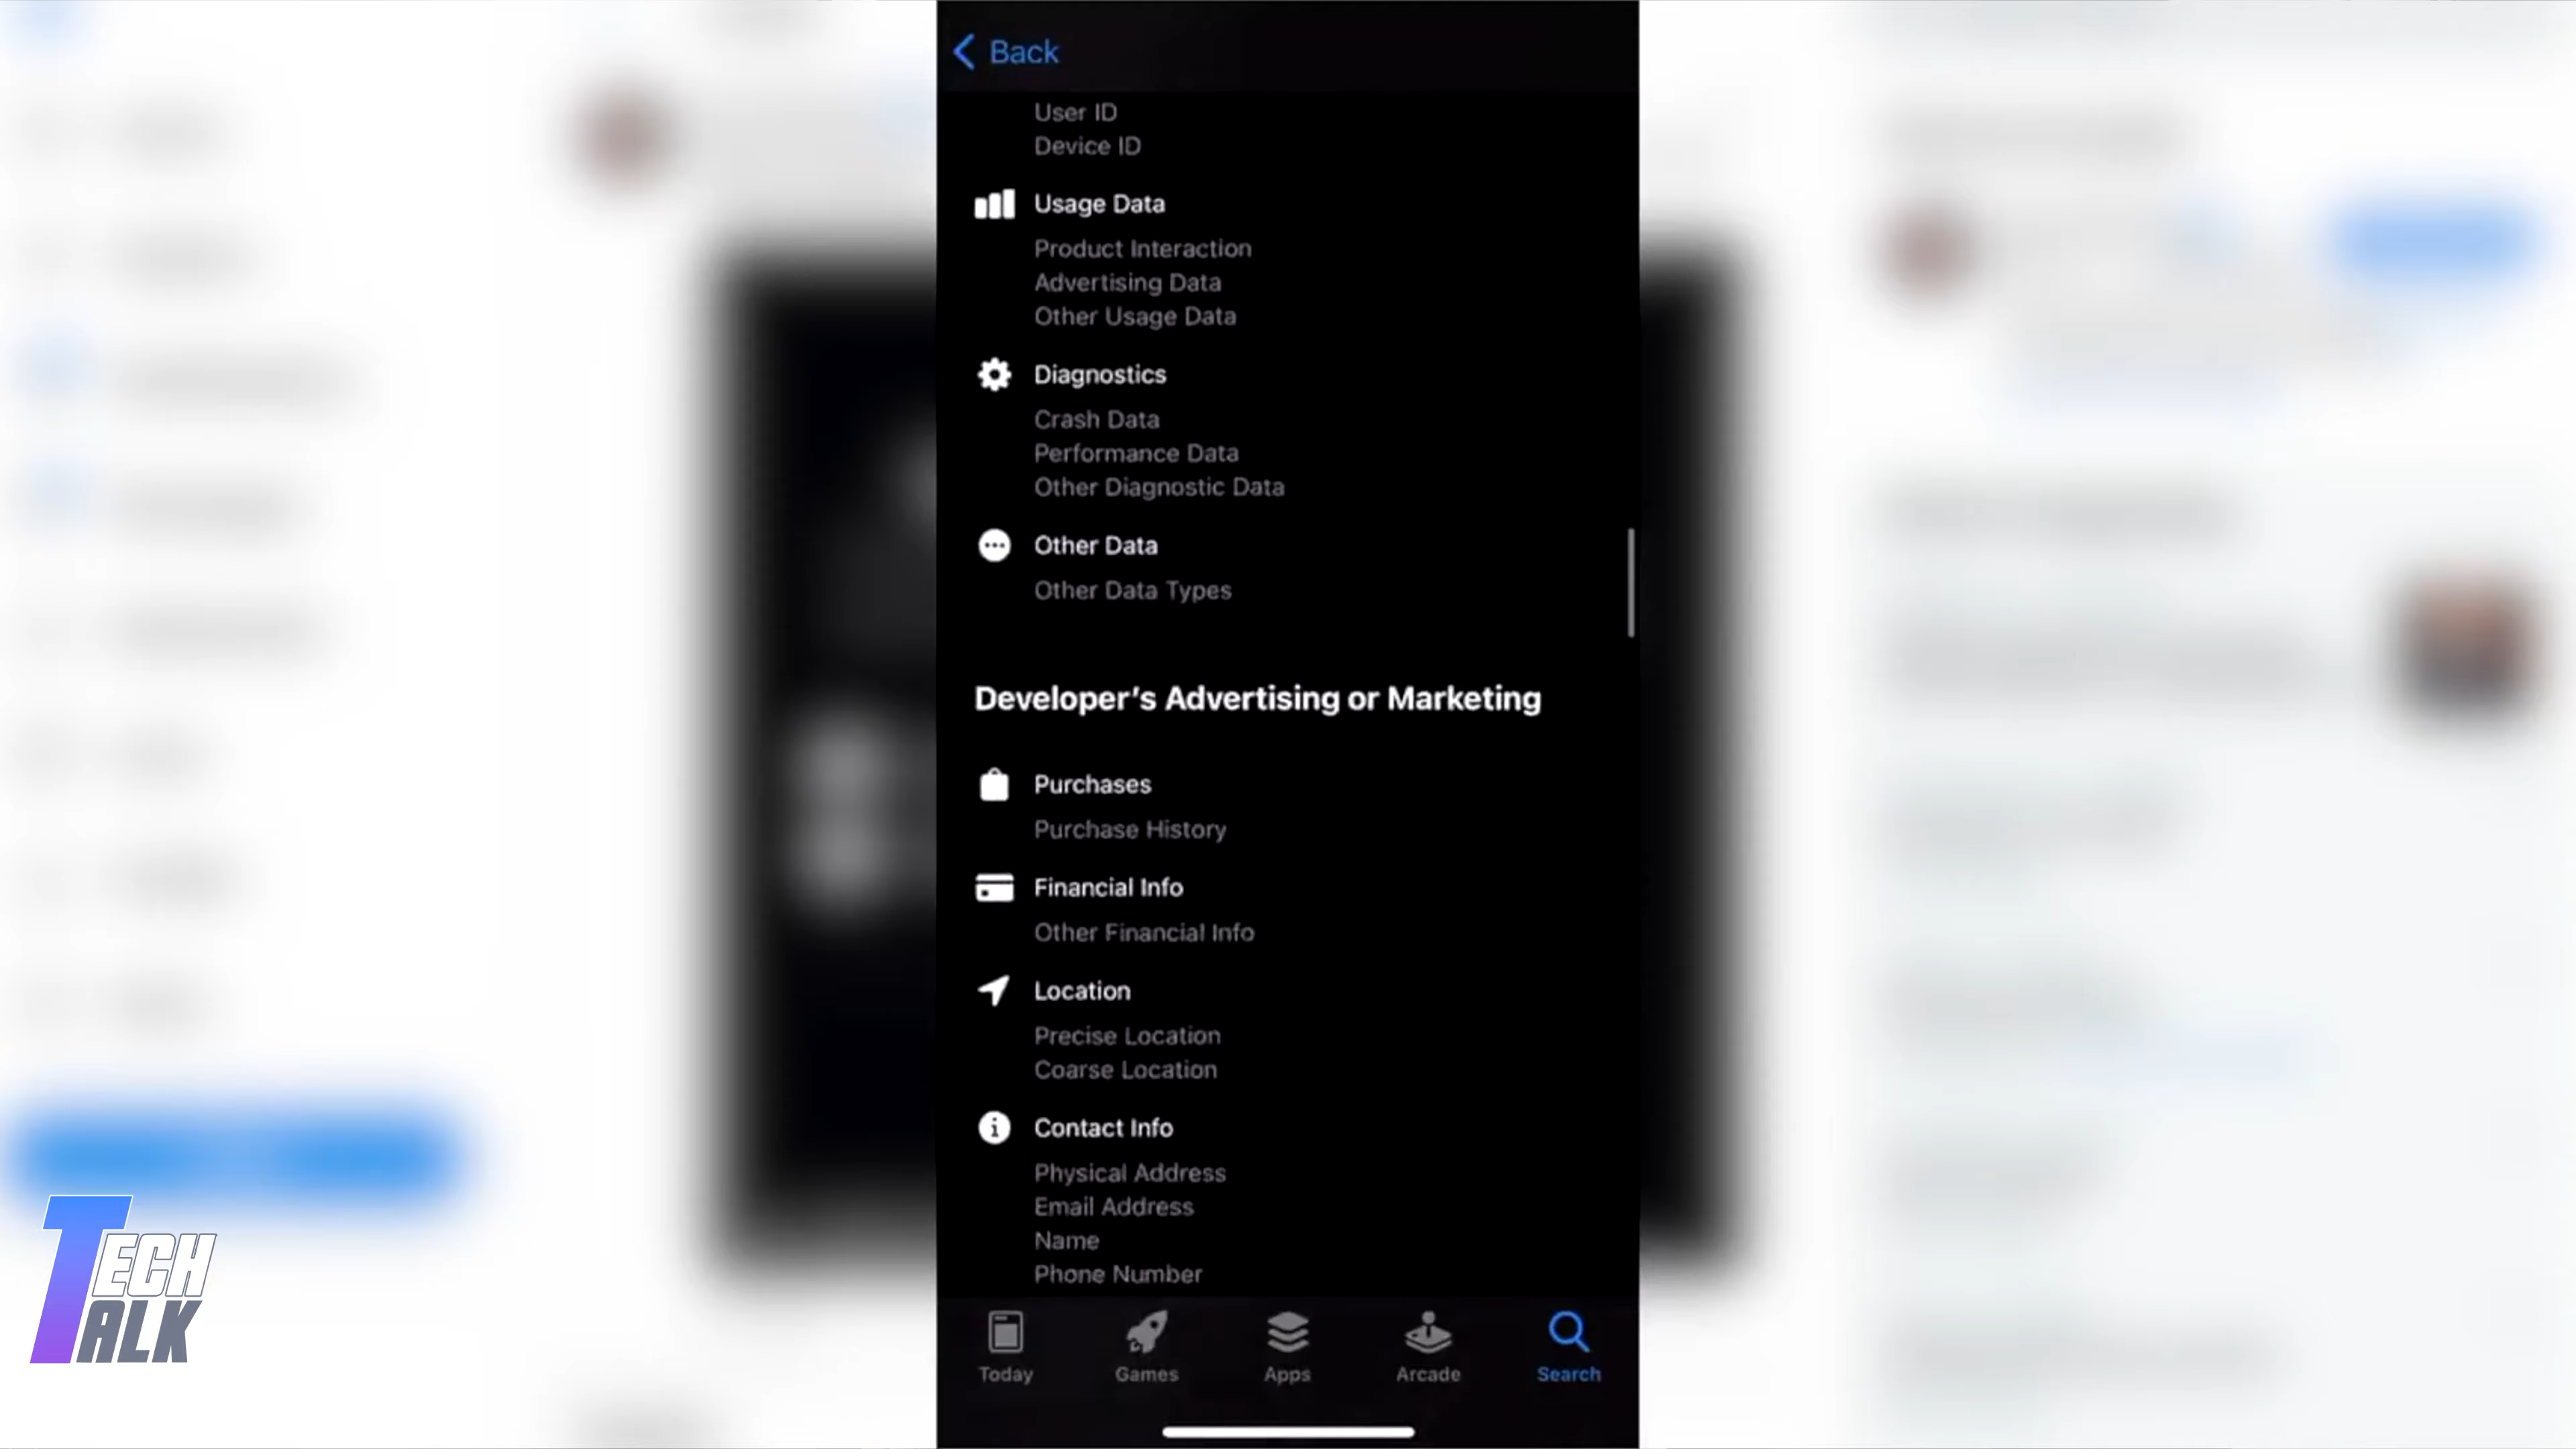 Back
User ID
Device ID
Usage Data
Product Interaction
Advertising Data
Other Usage Data
Diagnostics
Crash Data
Performance Data
Other Diagnostic Data
Other Data
Other Data Types
Developer's Advertising or Marketing
Purchases
Purchase History
Financial Info
Other Financial Info
Location
Precise Location
Coarse Location
Contact Info
Physical Address
Email Address
Name
Phone Number
Today Games Apps Arcade Search
TECH
TALK